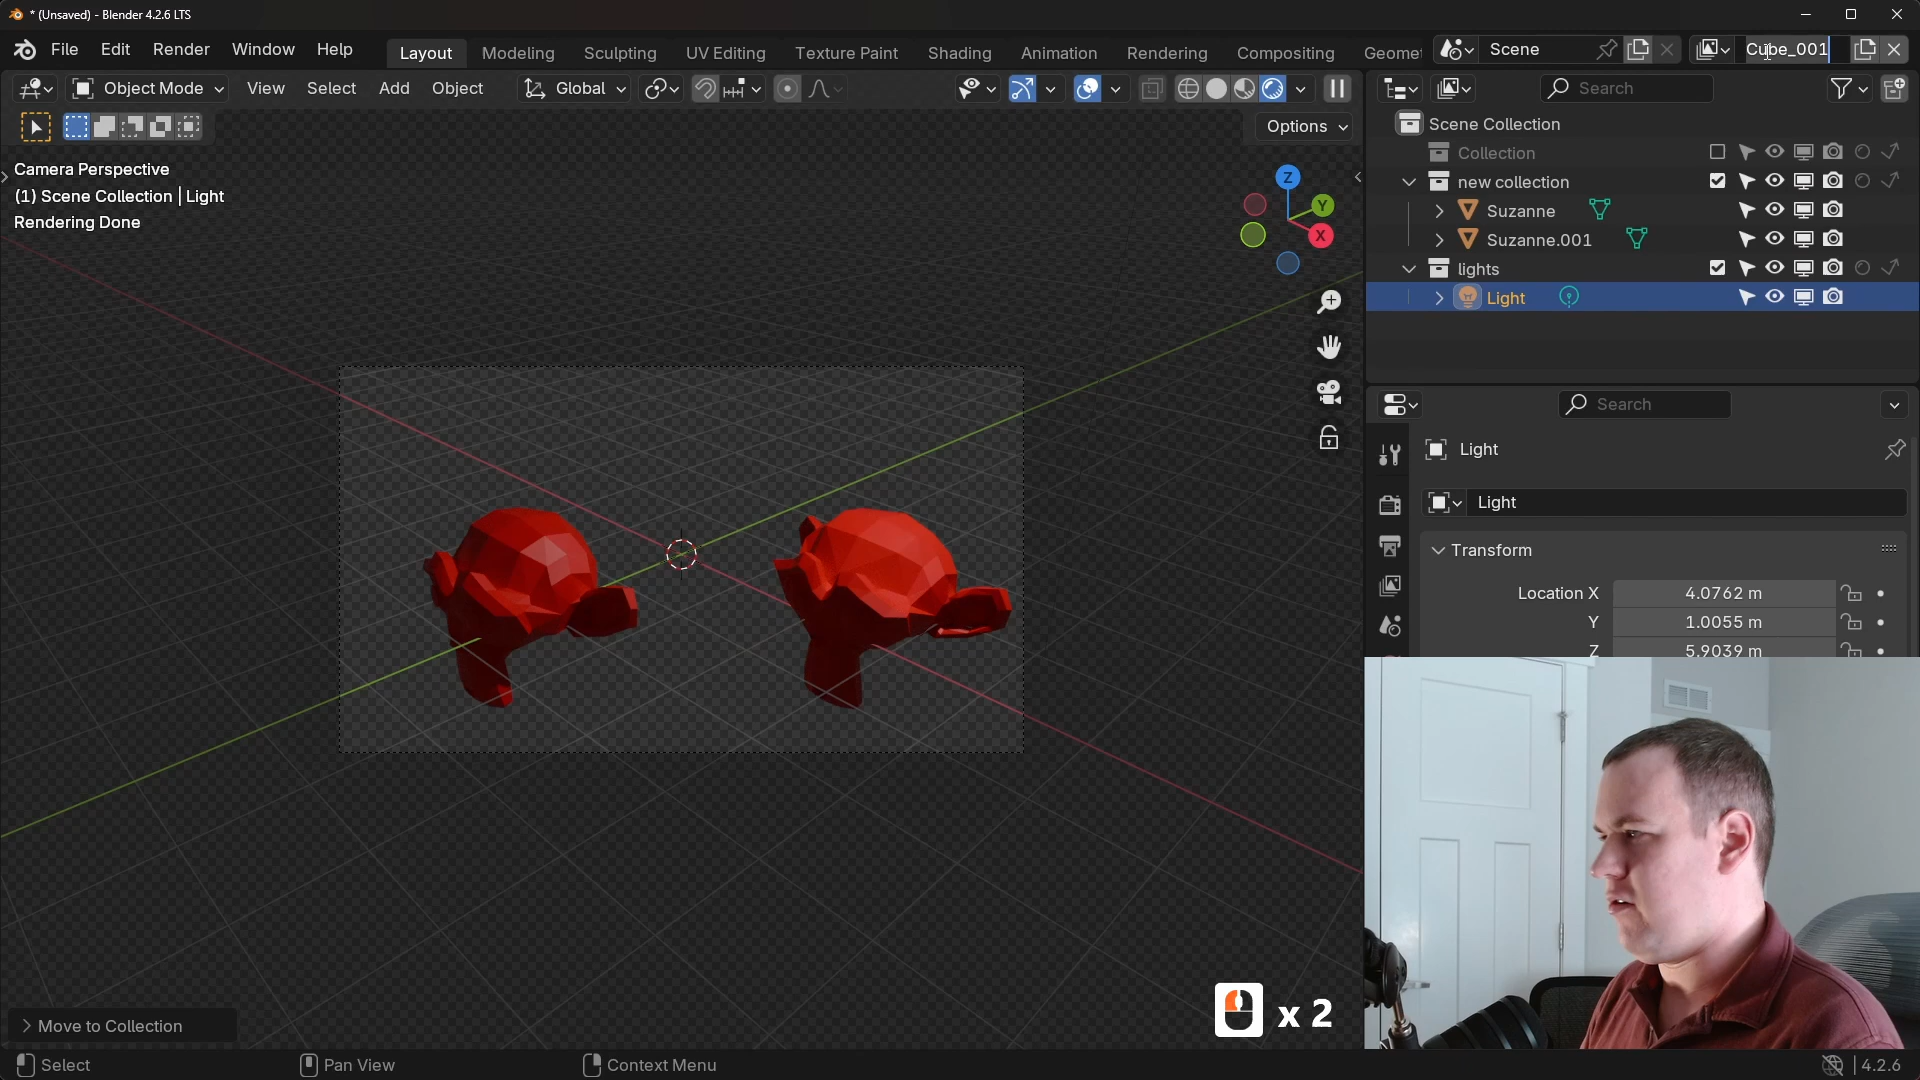 * (Unsaved) - Blender 4.2.6 LTS
File Edit Render Window Help
Layout Modeling Sculpting UV Editing Texture Paint Shading Animation Rendering Compositing Geomet
Scene
Cube_001
Object Mode View Select Add Object
Global
Search
Options
Camera Perspective
(1) Scene Collection | Light
Rendering Done
Z
Y
X
Scene Collection
Collection
new collection
Suzanne
Suzanne.001
lights
Light
Search
Light
Light
Transform
Location X 4.0762 m
Y 1.0055 m
Z 5.9039 m
x 2
Move to Collection
Select Pan View Context Menu
4.2.6